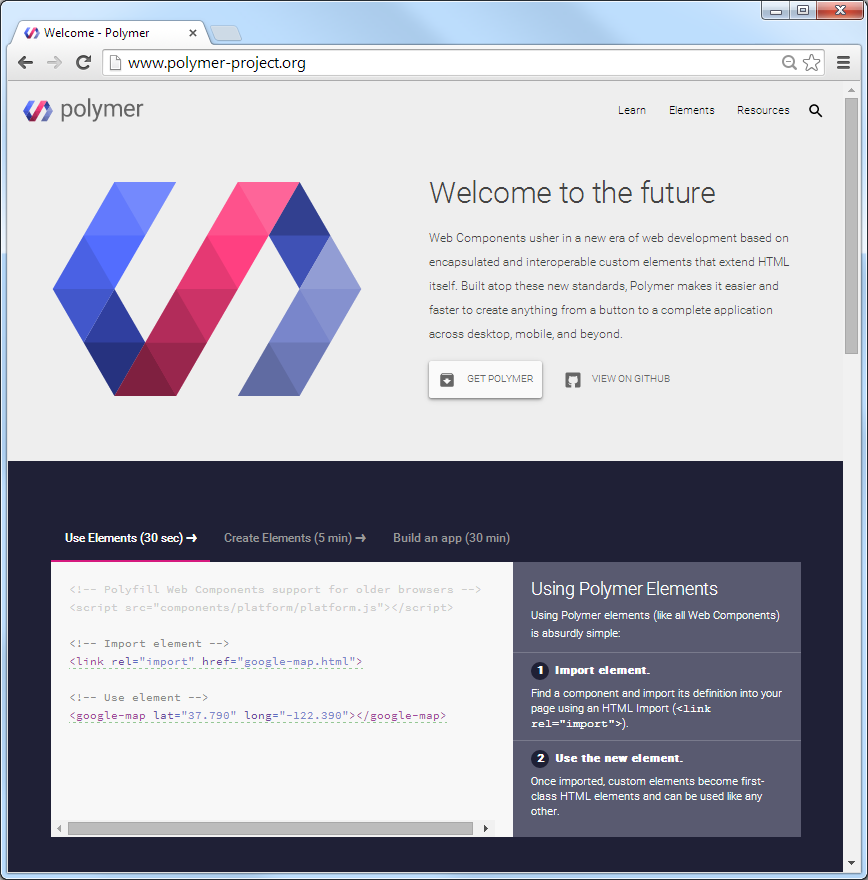 Welcome - Polymer
www.polymer-project.org
polymer
Learn Elements Resources
Welcome to the future
Web Components usher in a new era of web development based on
encapsulated and interoperable custom elements that extend HTML
itself. Built atop these new standards, Polymer makes it easier and
faster to create anything from a button to a complete application
across desktop, mobile, and beyond.
GET POLYMER VIEW ON GITHUB
Use Elements (30 sec) → Create Elements (5 min) → Build an app (30 min)
<!-- Polyfill Web Components support for older browsers -->
<script src="components/platform/platform.js"></script>
<!-- Import element -->
<link rel="import" href="google-map.html">
<!-- Use element -->
<google-map lat="37.790" long="-122.390"></google-map>
Using Polymer Elements
Using Polymer elements (like all Web Components)
is absurdly simple:
1 Import element.
Find a component and import its definition into your
page using an HTML Import (<link
rel="import">).
2 Use the new element.
Once imported, custom elements become first-
class HTML elements and can be used like any
other.